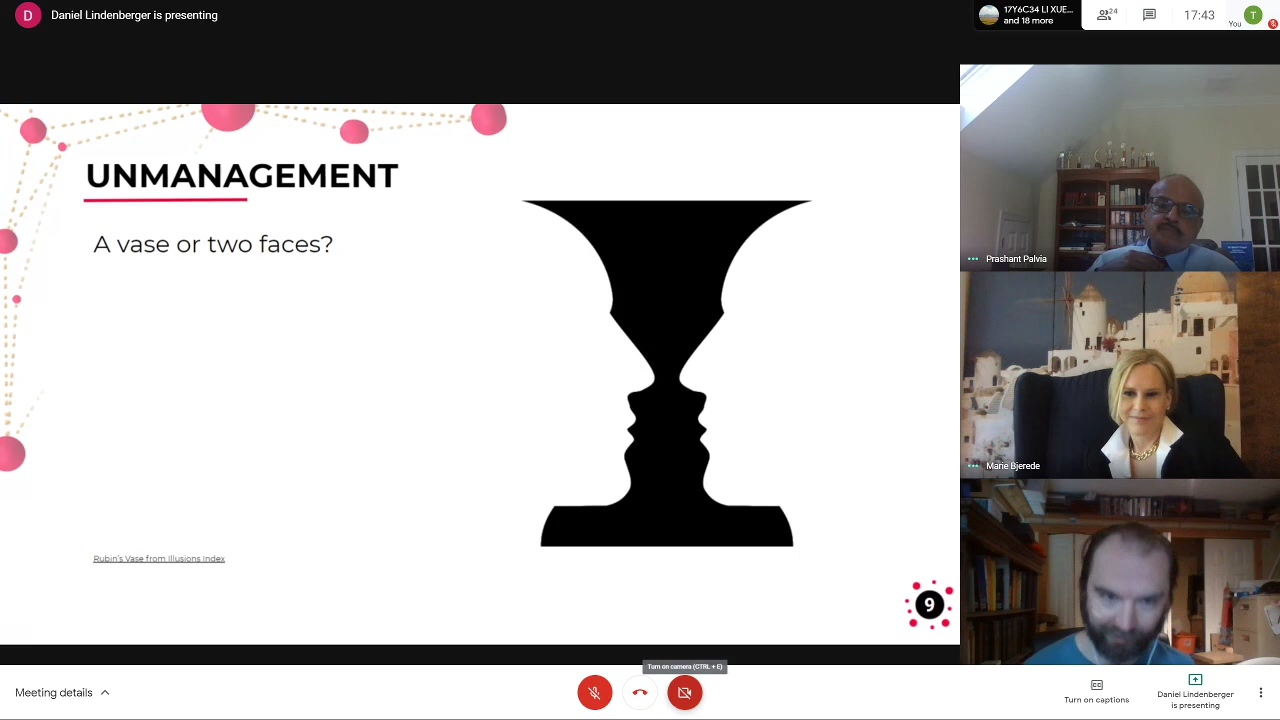 D
Daniel Lindenberger is presenting
17Y6C34 LI XUE...
and 18 more
24
17:43
You
T
UNMANAGEMENT
A vase or two faces?
Rubin's Vase from Illusions Index
9
Prashant Palvia
Marie Bjerede
Turn on camera (CTRL + E)
Meeting details
CC
Turn on captions
Daniel Lindenberger
is presenting